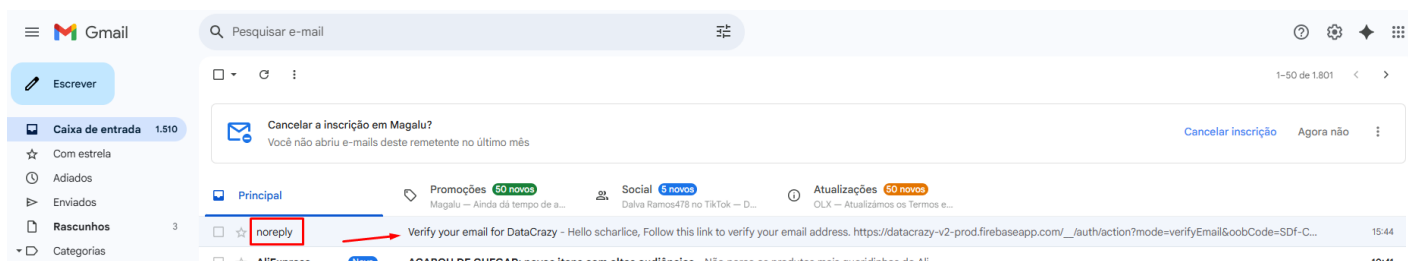 Gmail
Pesquisar e-mail
Escrever
1–50 de 1.801
Caixa de entrada 1.510
Cancelar a inscrição em Magalu?
Você não abriu e-mails deste remetente no último mês
Cancelar inscrição Agora não
Com estrela
Adiados
Enviados
Rascunhos 3
Categorias
Principal
Promoções 50 novos
Magalu — Ainda dá tempo de a...
Social 5 novos
Dalva Ramos478 no TikTok — D...
Atualizações 50 novos
OLX — Atualizámos os Termos e...
noreply Verify your email for DataCrazy - Hello scharlice, Follow this link to verify your email address. https://datacrazy-v2-prod.firebaseapp.com/__/auth/action?mode=verifyEmail&oobCode=SDf-C... 15:44